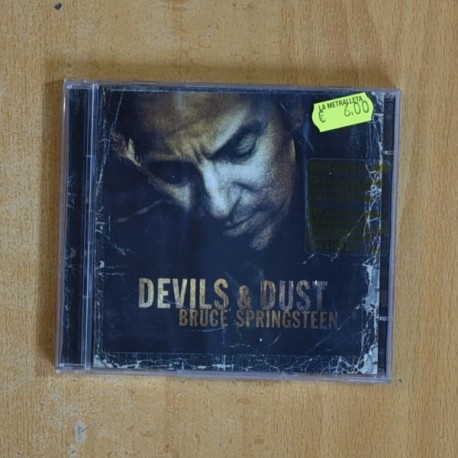 LA METRALLETA
€ 6,00
DEVILS & DUST
BRUCE SPRINGSTEEN